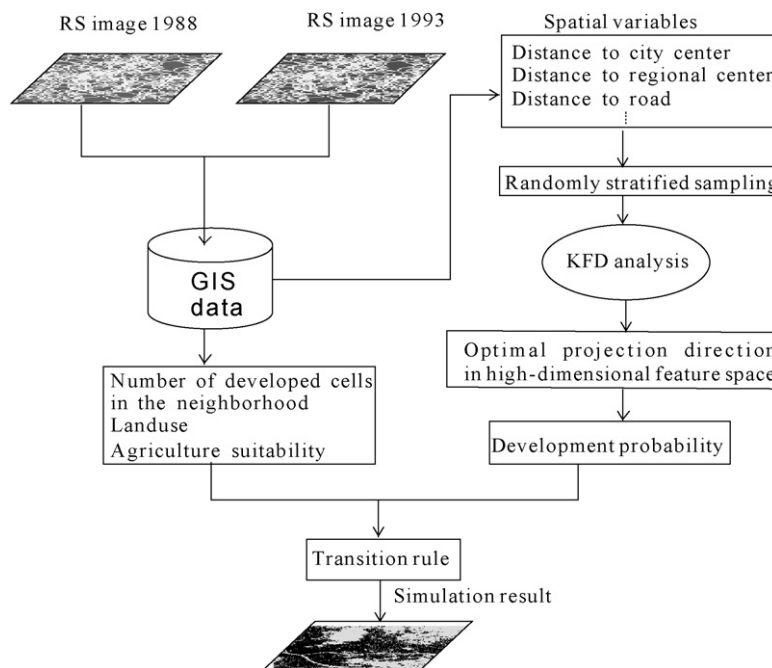 RS image 1988
RS image 1993
Spatial variables
Distance to city center
Distance to regional center
Distance to road
Randomly stratified sampling
KFD analysis
GIS
data
Optimal projection direction
in high-dimensional feature space
Number of developed cells
in the neighborhood
Landuse
Agriculture suitability
Development probability
Transition rule
Simulation result